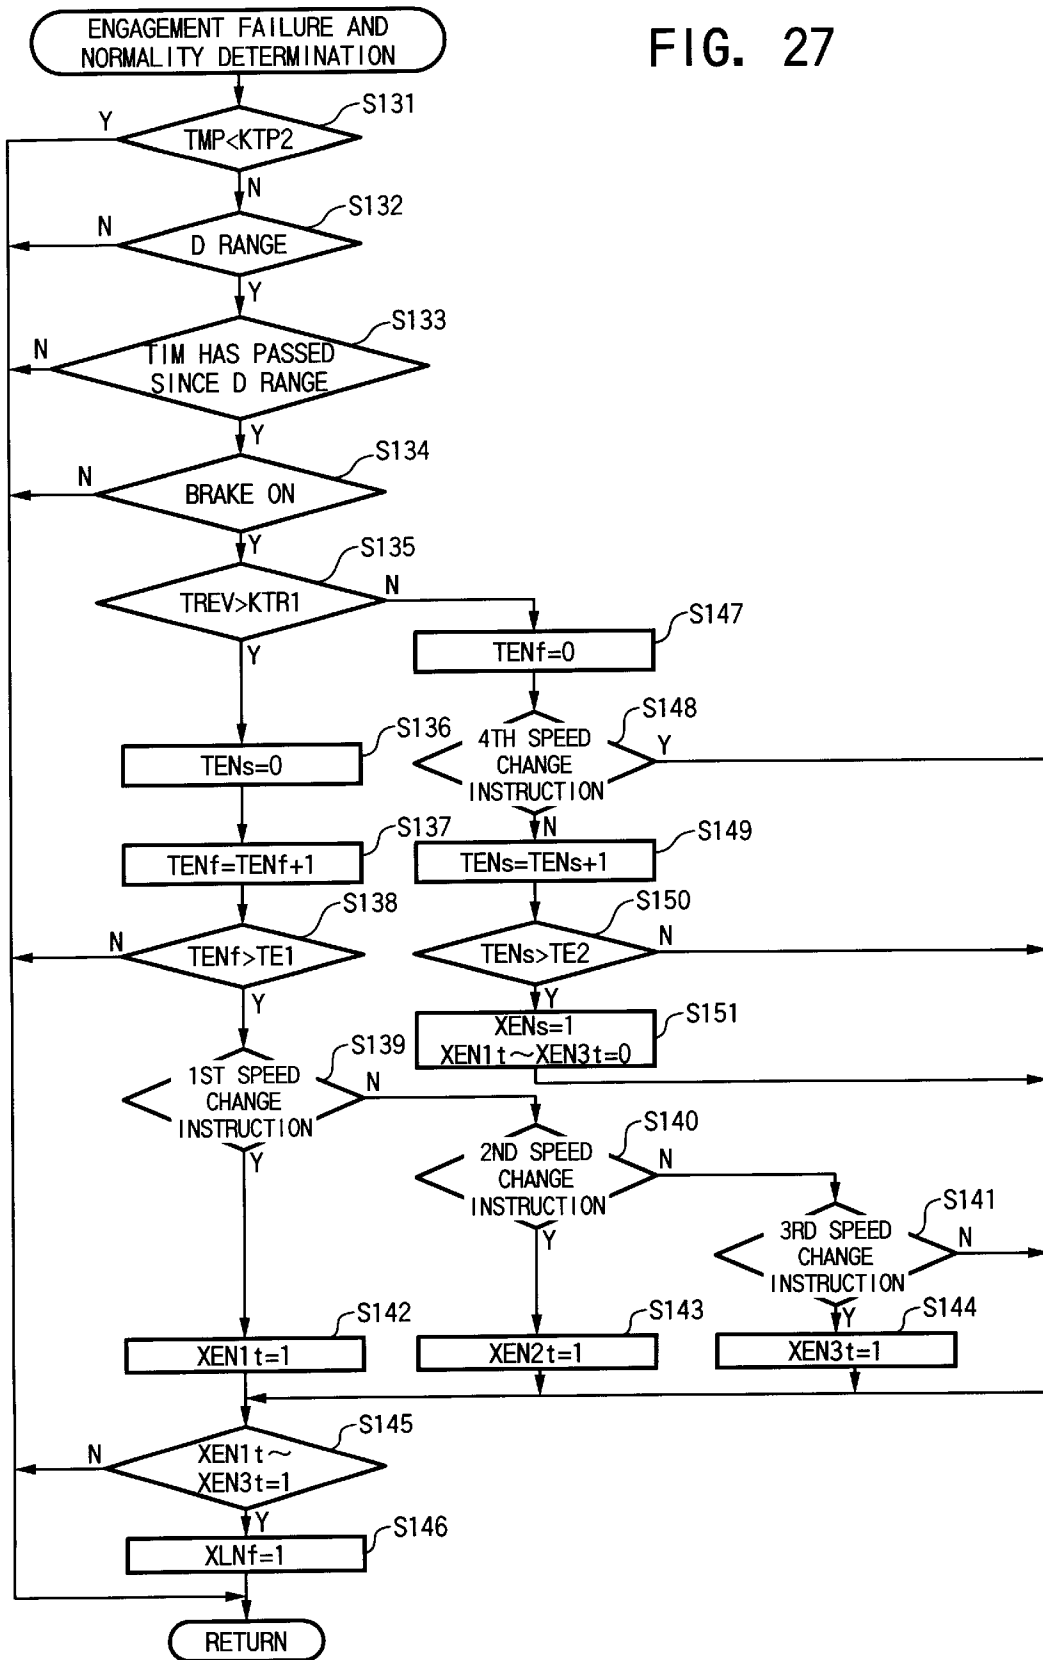 ENGAGEMENT FAILURE AND
NORMALITY DETERMINATION
FIG. 27
S131
Y
TMP<KTP2
N
S132
N
D RANGE
Y
S133
N
TIM HAS PASSED
SINCE D RANGE
Y
S134
N
BRAKE ON
Y
S135
TREV>KTR1
N
Y
S147
TENf=0
S136
TENs=0
S148
4TH SPEED
CHANGE
INSTRUCTION
Y
N
S137
TENf=TENf+1
S149
TENs=TENs+1
S138
N
TENf>TE1
Y
S150
TENs>TE2
N
Y
S151
XENs=1
XEN1t～XEN3t=0
S139
1ST SPEED
CHANGE
INSTRUCTION
N
Y
S140
2ND SPEED
CHANGE
INSTRUCTION
N
Y
S141
3RD SPEED
CHANGE
INSTRUCTION
N
Y
S142
XEN1t=1
S143
XEN2t=1
S144
XEN3t=1
S145
N
XEN1t～
XEN3t=1
Y
S146
XLNf=1
RETURN